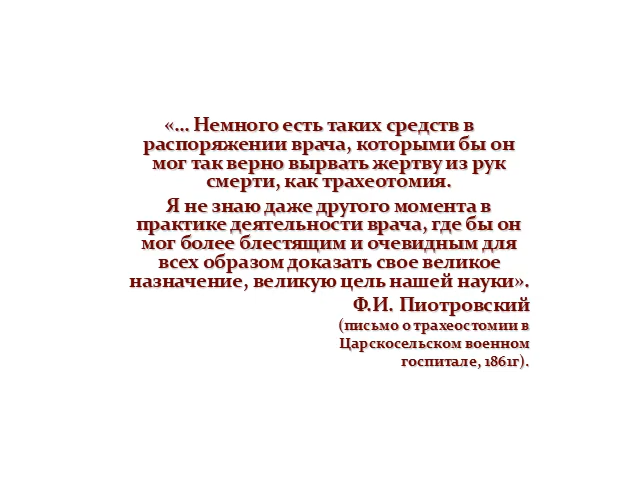 «… Немного есть таких средств в
распоряжении врача, которыми бы он
мог так верно вырвать жертву из рук
смерти, как трахеотомия.
Я не знаю даже другого момента в
практике деятельности врача, где бы он
мог более блестящим и очевидным для
всех образом доказать свое великое
назначение, великую цель нашей науки».
Ф.И. Пиотровский
(письмо о трахеостомии в
Царскосельском военном
госпитале, 1861г).